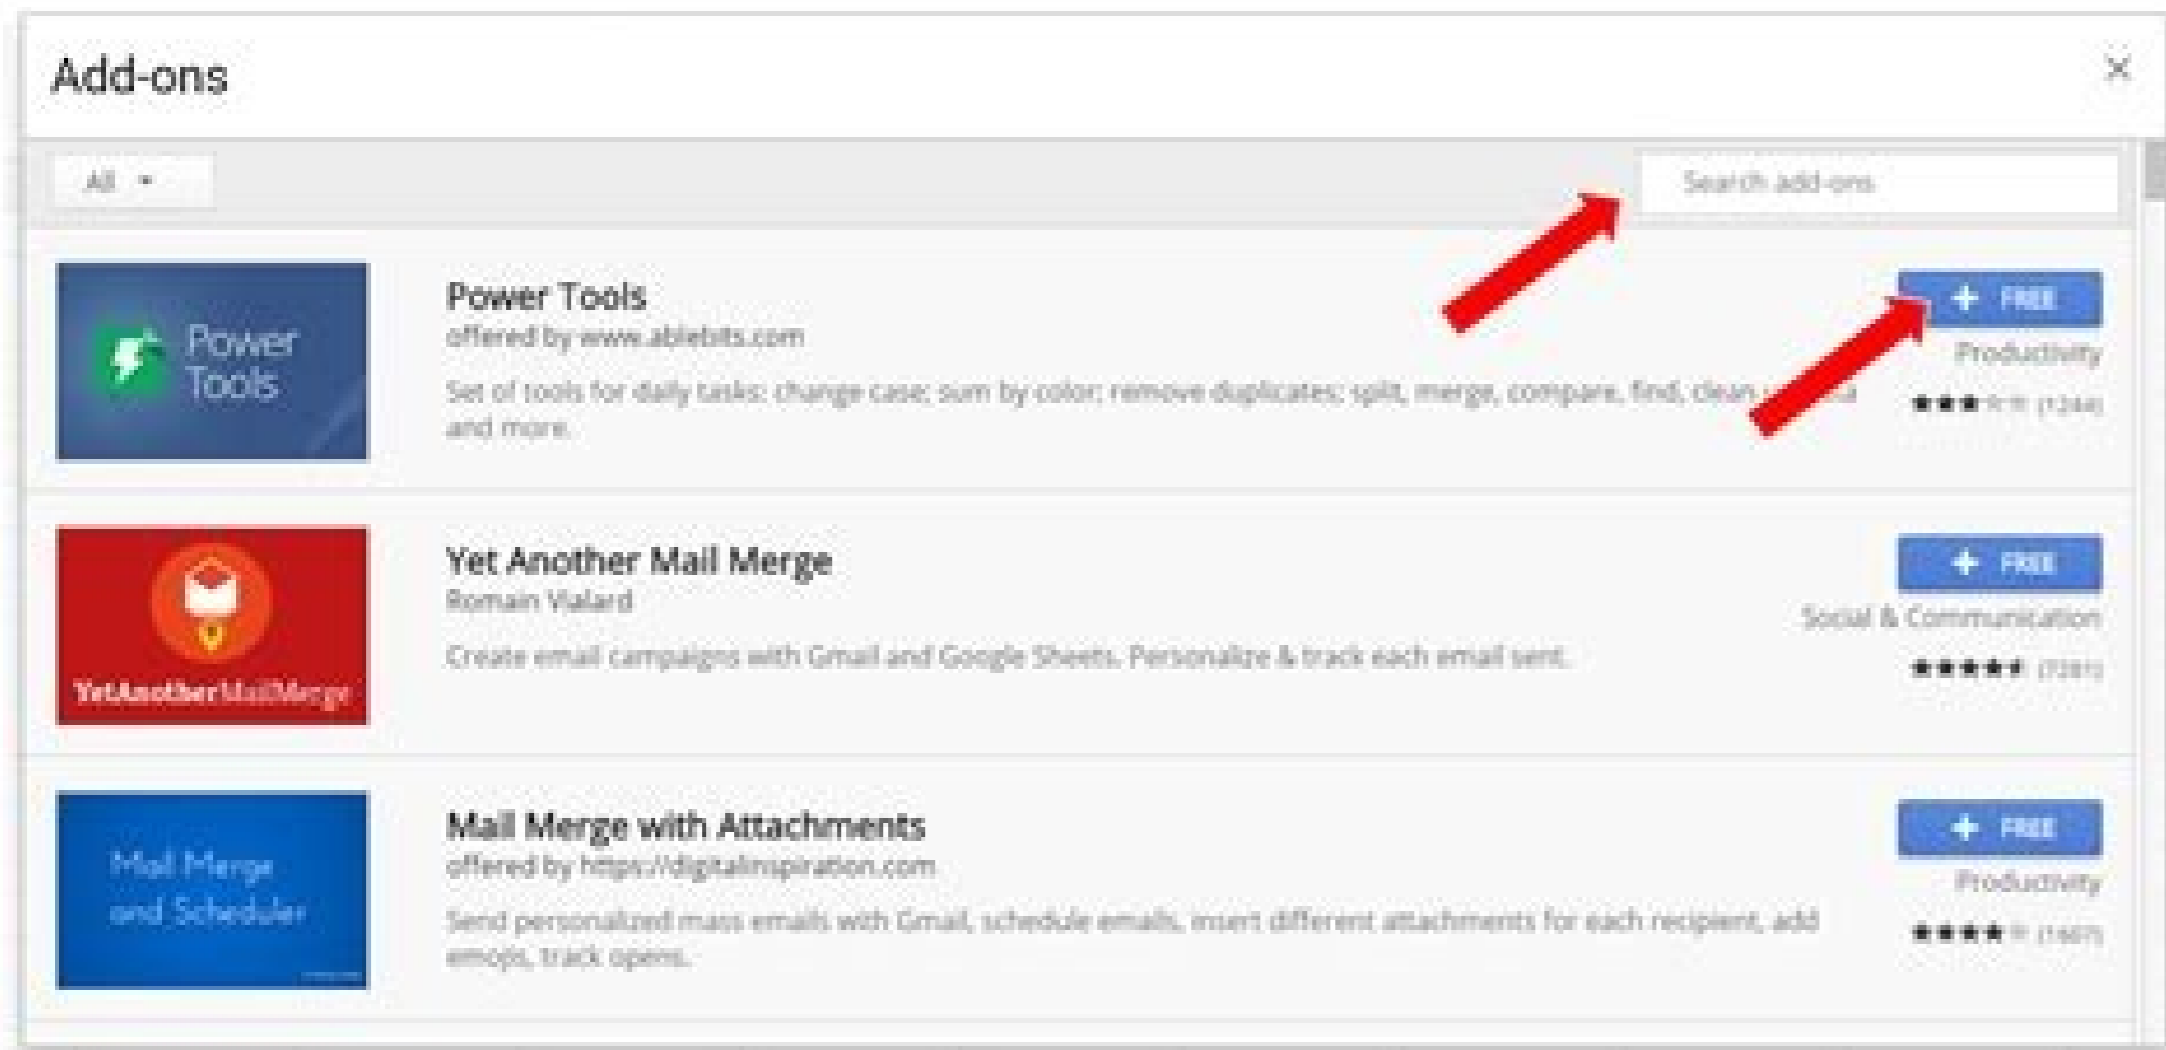 Add-ons
All
Search add-ons
Power
Tools
Power Tools
offered by www.ablebits.com
Set of tools for daily tasks: change case; sum by color; remove duplicates; split, merge, compare, find, clean
and more.
+ FREE
Productivity
(1244)
YetAnotherMailMerge
Yet Another Mail Merge
Romain Vialard
Create email campaigns with Gmail and Google Sheets. Personalize & track each email sent.
+ FREE
Social & Communication
Mail Merge
and Scheduler
Mail Merge with Attachments
offered by https://digitalinspiration.com
Send personalized mass emails with Gmail, schedule emails, insert different attachments for each recipient, add
emojis, track opens.
+ FREE
Productivity